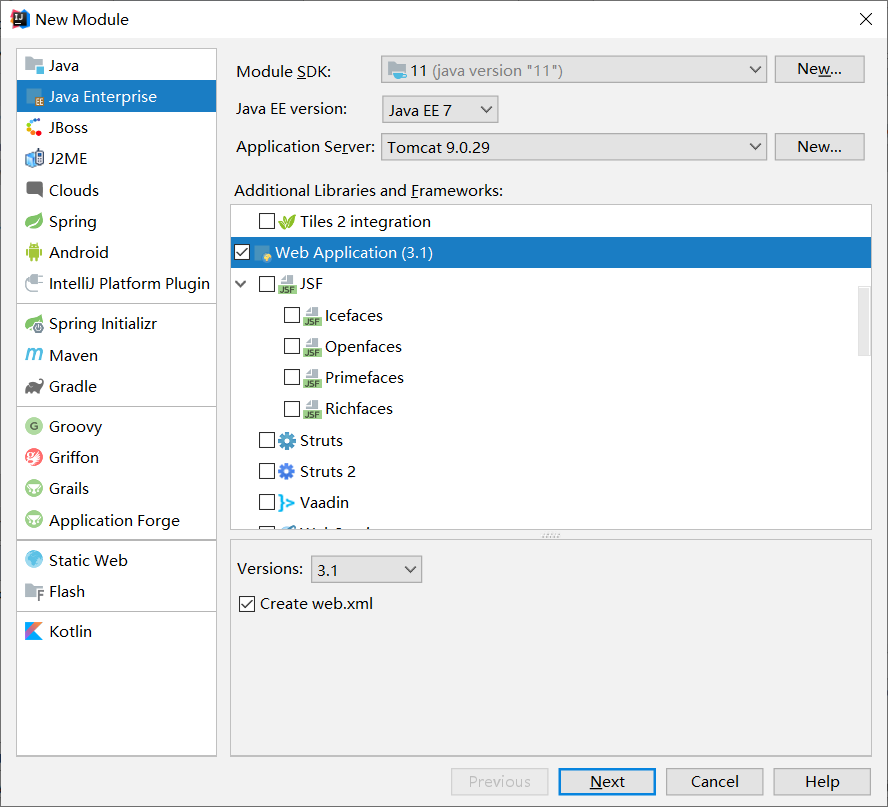 New Module
Java
Java Enterprise
JBoss
J2ME
Clouds
Spring
Android
IntelliJ Platform Plugin
Spring Initializr
Maven
Gradle
Groovy
Griffon
Grails
Application Forge
Static Web
Flash
Kotlin
Module SDK: 11 (java version "11") New...
Java EE version: Java EE 7
Application Server: Tomcat 9.0.29 New...
Additional Libraries and Frameworks:
Tiles 2 integration
Web Application (3.1)
JSF
Icefaces
Openfaces
Primefaces
Richfaces
Struts
Struts 2
Vaadin
Versions: 3.1
Create web.xml
Previous Next Cancel Help